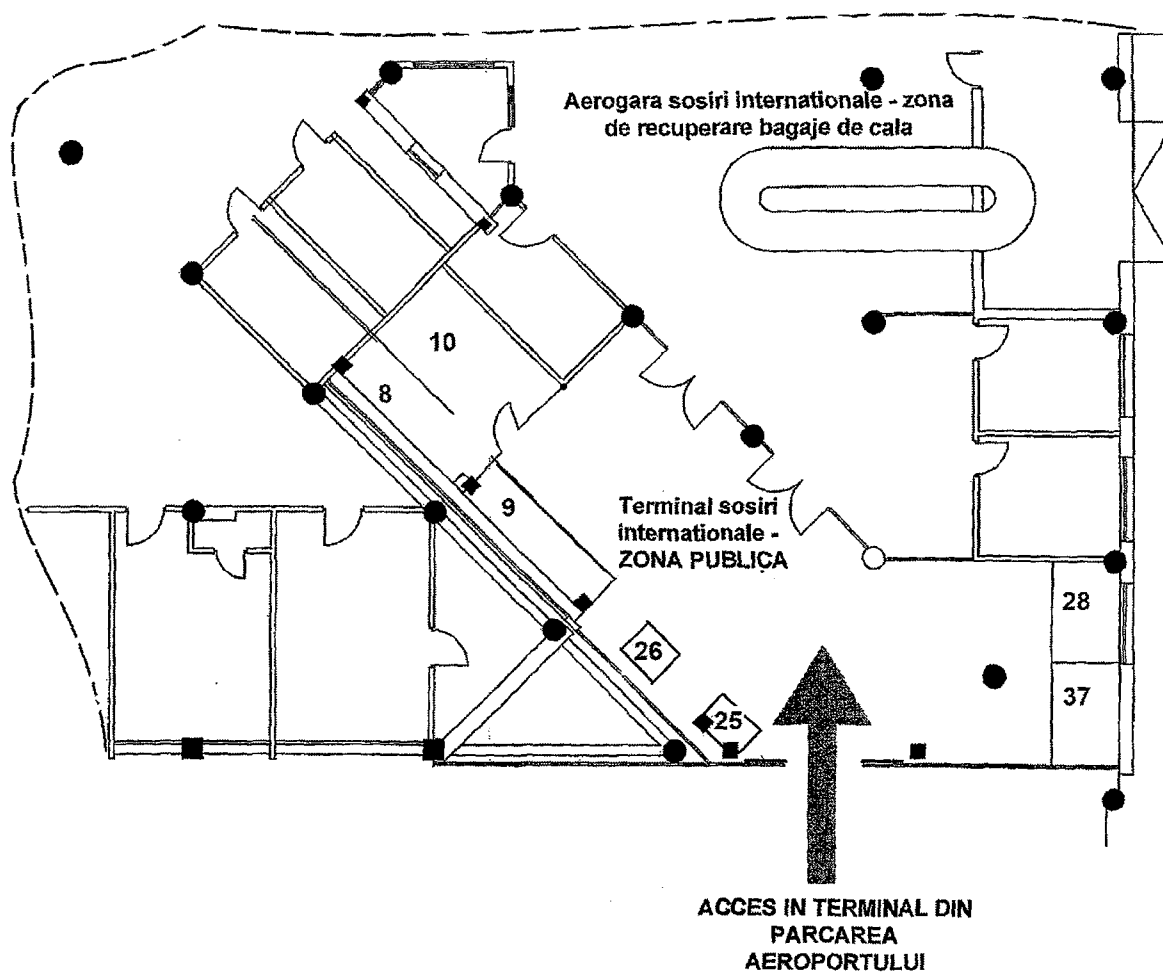 Aerogara sosiri internationale - zona
de recuperare bagaje de cala
10
8
9
Terminal sosiri
internationale -
ZONA PUBLICA
28
26
37
25
ACCES IN TERMINAL DIN
PARCAREA
AEROPORTULUI